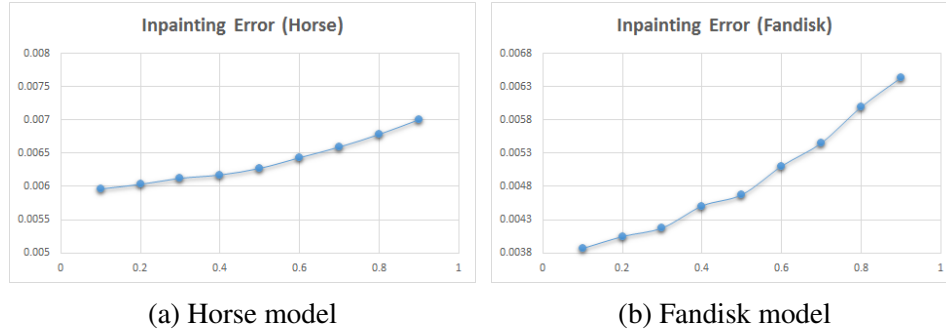 Inpainting Error (Horse)
0.008
0.0075
0.007
0.0065
0.006
0.0055
0.005
0 0.2 0.4 0.6 0.8 1
(a) Horse model
Inpainting Error (Fandisk)
0.0068
0.0063
0.0058
0.0053
0.0048
0.0043
0.0038
0 0.2 0.4 0.6 0.8 1
(b) Fandisk model